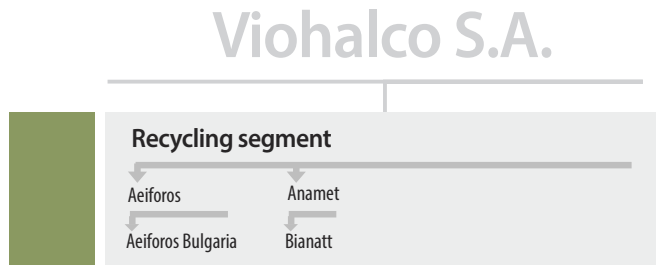 Viohalco S.A.
Recycling segment
Aeiforos
Anamet
Aeiforos Bulgaria
Bianatt